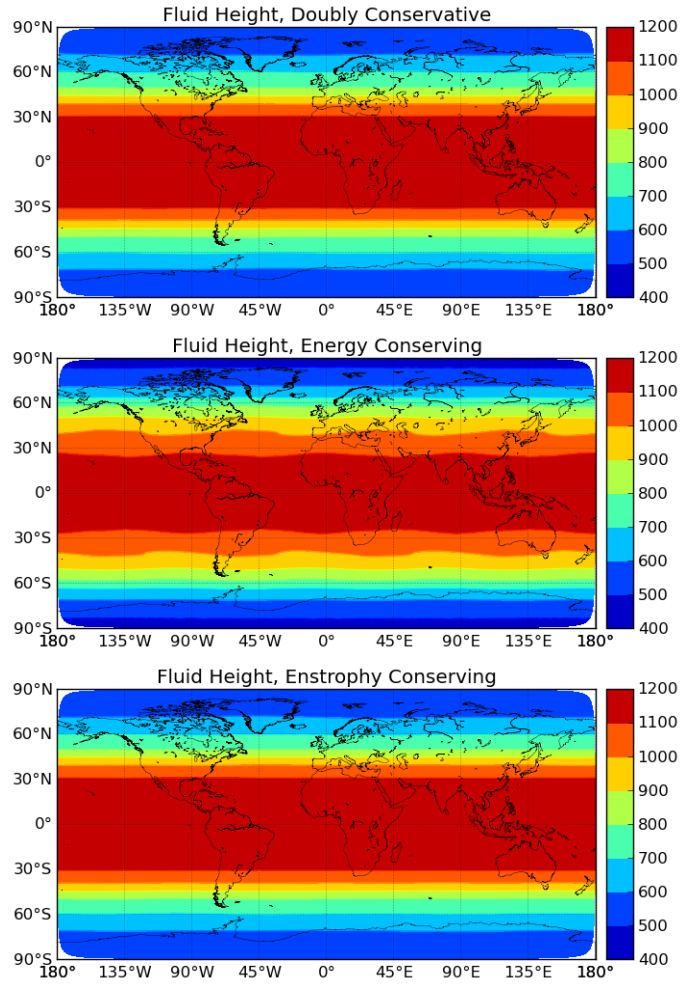 Fluid Height, Doubly Conservative
90°N
60°N
30°N
0°
30°S
60°S
90°S
180° 135°W 90°W 45°W 0° 45°E 90°E 135°E 180°
1200
1100
1000
900
800
700
600
500
400
Fluid Height, Energy Conserving
90°N
60°N
30°N
0°
30°S
60°S
90°S
180° 135°W 90°W 45°W 0° 45°E 90°E 135°E 180°
1200
1100
1000
900
800
700
600
500
400
Fluid Height, Enstrophy Conserving
90°N
60°N
30°N
0°
30°S
60°S
90°S
180° 135°W 90°W 45°W 0° 45°E 90°E 135°E 180°
1200
1100
1000
900
800
700
600
500
400